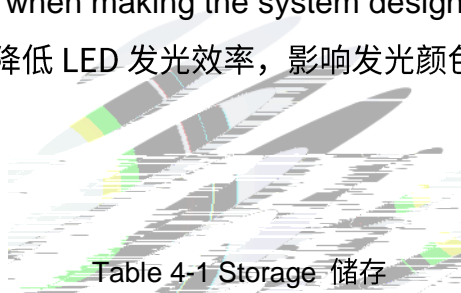 when making the system design
降低 LED 发光效率，影响发光颜色
Table 4-1 Storage 储存